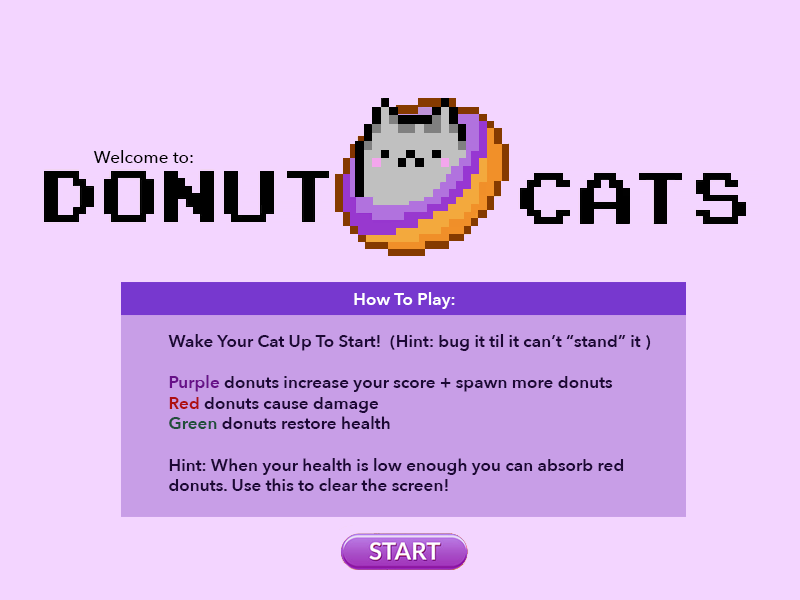 Welcome to:
DONUT CATS
How To Play:
Wake Your Cat Up To Start!  (Hint: bug it til it can’t “stand” it )
Purple donuts increase your score + spawn more donuts
Red donuts cause damage
Green donuts restore health
Hint: When your health is low enough you can absorb red
donuts. Use this to clear the screen!
START